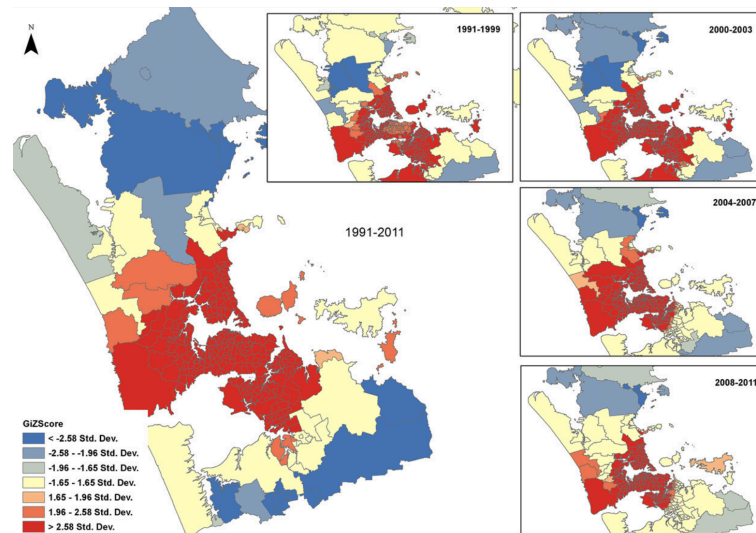 N
1991-1999
2000-2003
1991-2011
2004-2007
2008-2011
GiZScore
< -2.58 Std. Dev.
-2.58 - -1.96 Std. Dev.
-1.96 - -1.65 Std. Dev.
-1.65 - 1.65 Std. Dev.
1.65 - 1.96 Std. Dev.
1.96 - 2.58 Std. Dev.
> 2.58 Std. Dev.